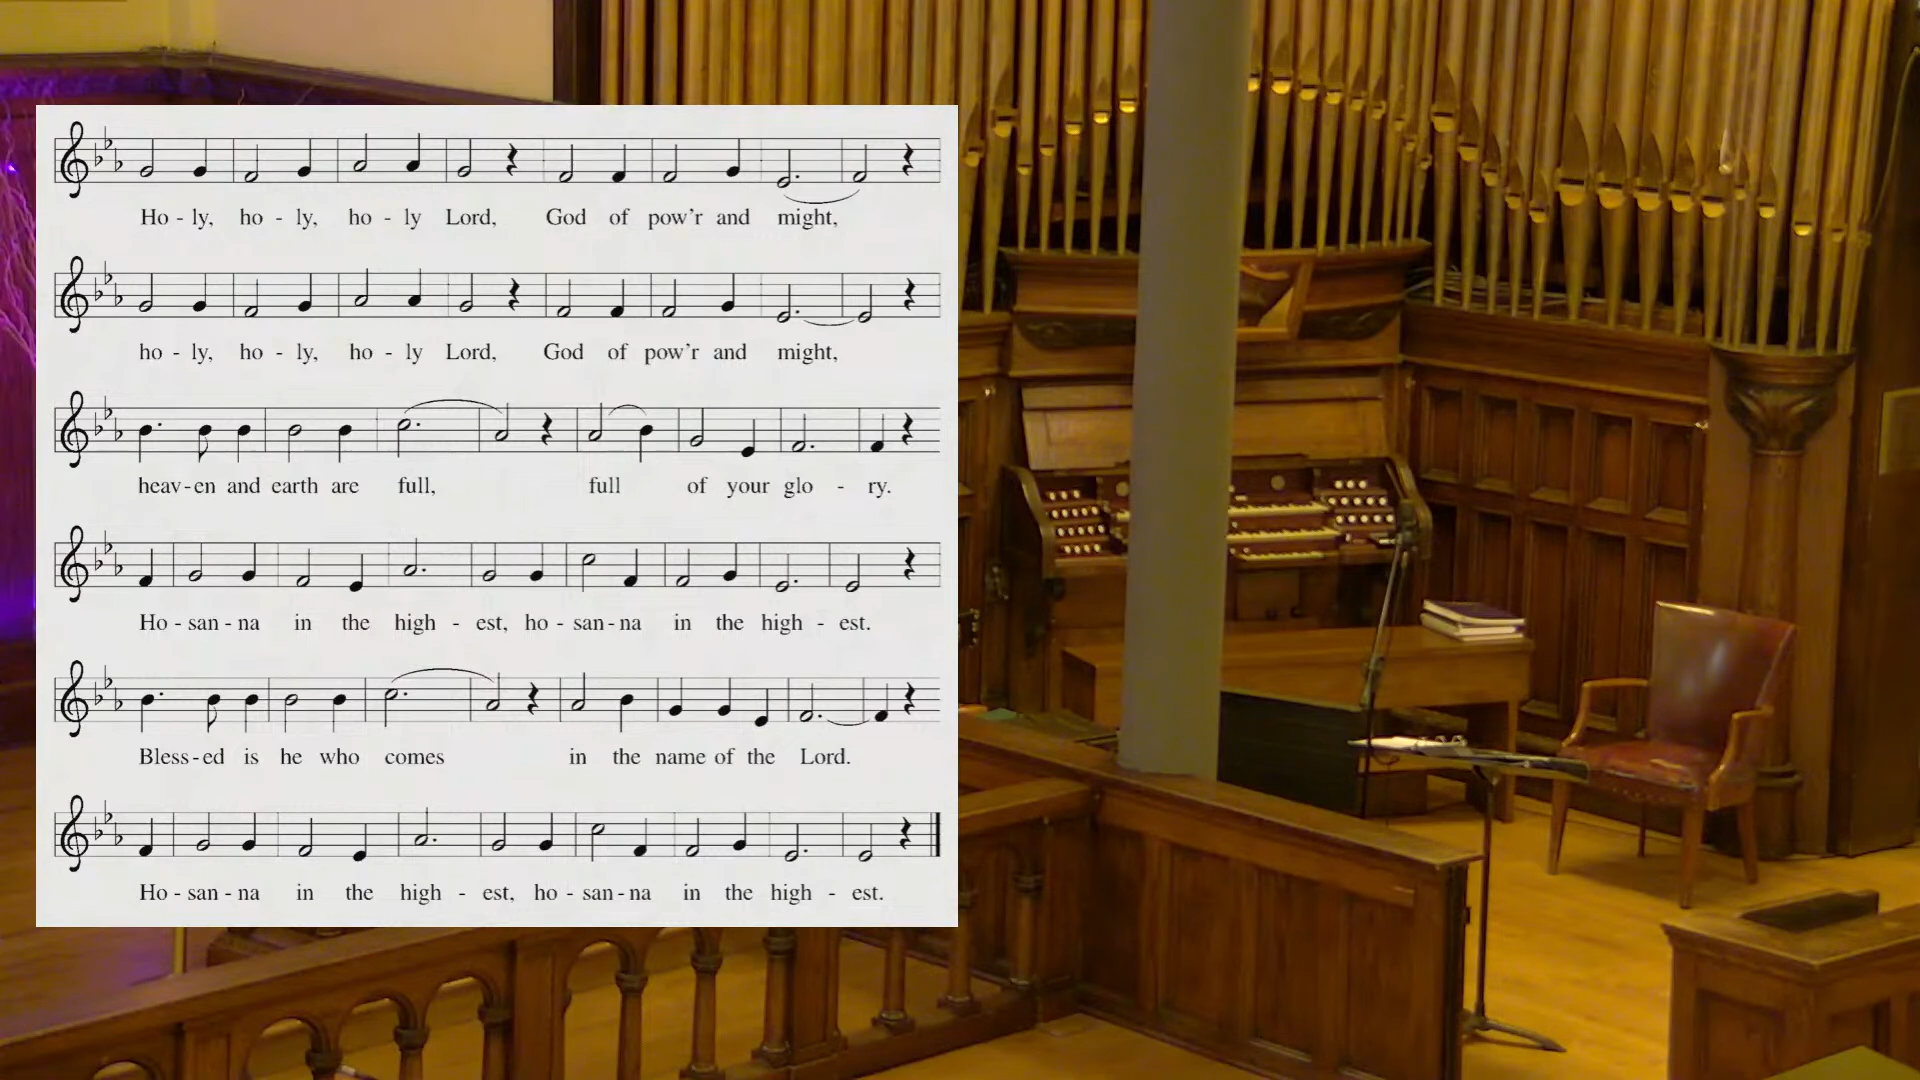 Ho - ly, ho - ly, ho - ly Lord, God of pow'r and might,
ho - ly, ho - ly, ho - ly Lord, God of pow'r and might,
heav - en and earth are full, full of your glo - ry.
Ho - san - na in the high - est, ho - san - na in the high - est.
Bless - ed is he who comes in the name of the Lord.
Ho - san - na in the high - est, ho - san - na in the high - est.